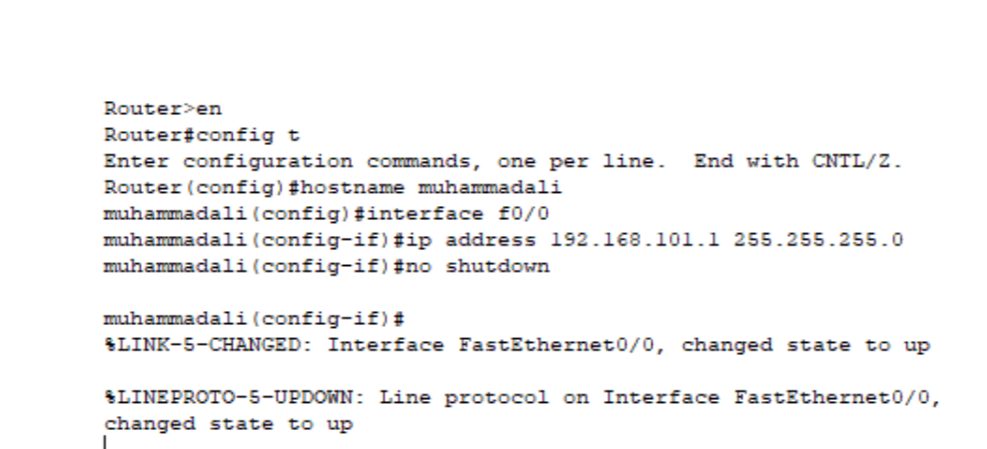 Router>en
Router#config t
Enter configuration commands, one per line.  End with CNTL/Z.
Router(config)#hostname muhammadali
muhammadali(config)#interface f0/0
muhammadali(config-if)#ip address 192.168.101.1 255.255.255.0
muhammadali(config-if)#no shutdown
muhammadali(config-if)#
%LINK-5-CHANGED: Interface FastEthernet0/0, changed state to up
%LINEPROTO-5-UPDOWN: Line protocol on Interface FastEthernet0/0,
changed state to up